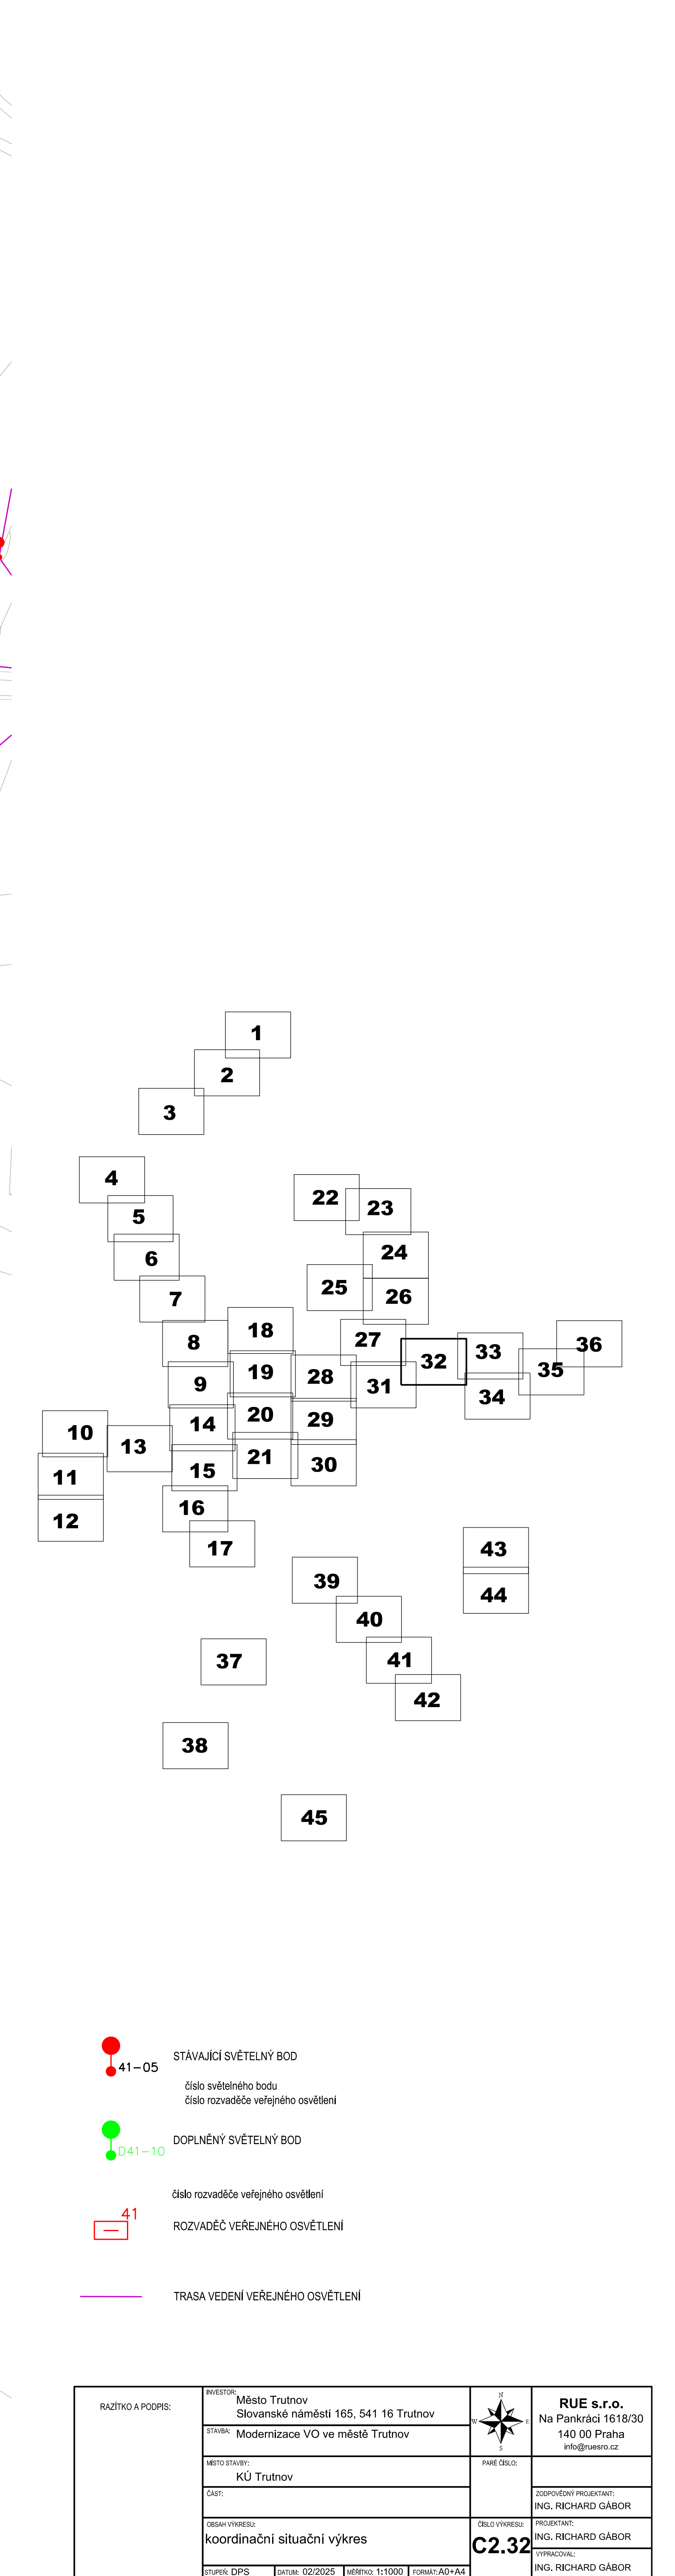 1
2
3
4
5
6
7
8
9
10
11
12
13
14
15
16
17
18
19
20
21
22
23
24
25
26
27
28
29
30
31
32
33
34
35
36
37
38
39
40
41
42
43
44
45
41-05
STÁVAJÍCÍ SVĚTELNÝ BOD
číslo světelného bodu
číslo rozvaděče veřejného osvětlení
D41-10
DOPLNĚNÝ SVĚTELNÝ BOD
číslo rozvaděče veřejného osvětlení
41
ROZVADĚČ VEŘEJNÉHO OSVĚTLENÍ
TRASA VEDENÍ VEŘEJNÉHO OSVĚTLENÍ
RAZÍTKO A PODPIS:
INVESTOR:
Město Trutnov
Slovanské náměstí 165, 541 16 Trutnov
STAVBA: Modernizace VO ve městě Trutnov
MÍSTO STAVBY:
KÚ Trutnov
ČÁST:
OBSAH VÝKRESU:
koordinační situační výkres
STUPEŇ: DPS
DATUM: 02/2025
MĚŘÍTKO: 1:1000
FORMÁT: A0+A4
N
W
E
S
PARÉ ČÍSLO:
ČÍSLO VÝKRESU:
C2.32
RUE s.r.o.
Na Pankráci 1618/30
140 00 Praha
info@ruesro.cz
ZODPOVĚDNÝ PROJEKTANT:
ING. RICHARD GÁBOR
PROJEKTANT:
ING. RICHARD GÁBOR
VYPRACOVAL:
ING. RICHARD GÁBOR